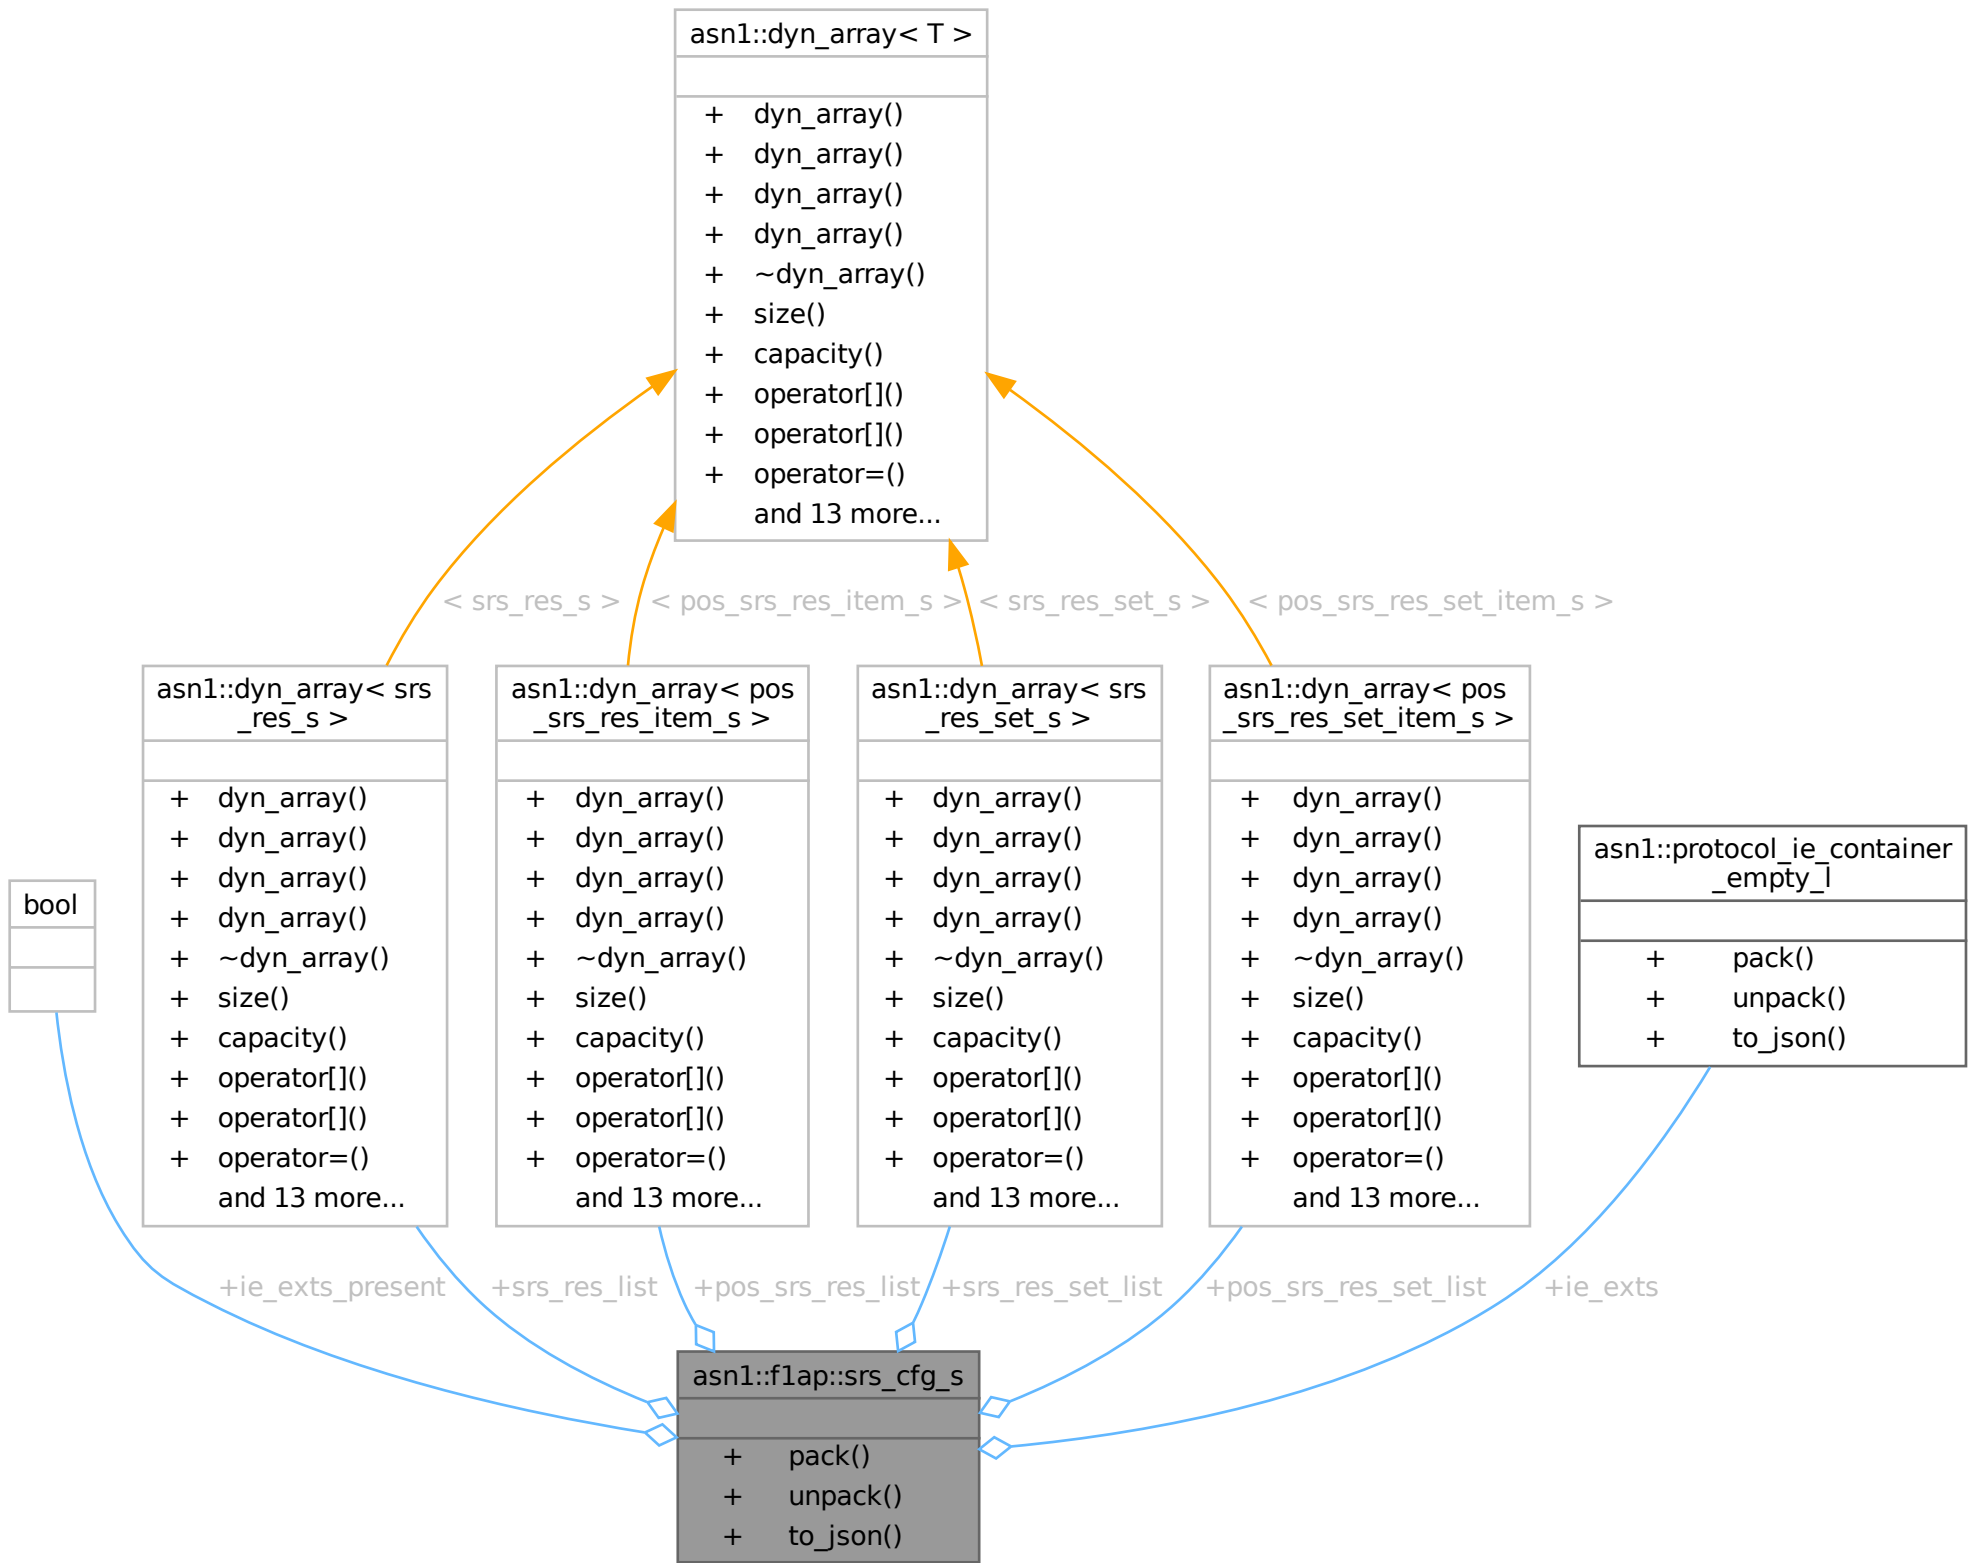 asn1::dyn_array< T >
+ dyn_array()
+ dyn_array()
+ dyn_array()
+ dyn_array()
+ ~dyn_array()
+ size()
+ capacity()
+ operator[]()
+ operator[]()
+ operator=()
and 13 more...
< srs_res_s >
< pos_srs_res_item_s >
< srs_res_set_s >
< pos_srs_res_set_item_s >
bool
asn1::dyn_array< srs
_res_s >
+ dyn_array()
+ dyn_array()
+ dyn_array()
+ dyn_array()
+ ~dyn_array()
+ size()
+ capacity()
+ operator[]()
+ operator[]()
+ operator=()
and 13 more...
asn1::dyn_array< pos
_srs_res_item_s >
+ dyn_array()
+ dyn_array()
+ dyn_array()
+ dyn_array()
+ ~dyn_array()
+ size()
+ capacity()
+ operator[]()
+ operator[]()
+ operator=()
and 13 more...
asn1::dyn_array< srs
_res_set_s >
+ dyn_array()
+ dyn_array()
+ dyn_array()
+ dyn_array()
+ ~dyn_array()
+ size()
+ capacity()
+ operator[]()
+ operator[]()
+ operator=()
and 13 more...
asn1::dyn_array< pos
_srs_res_set_item_s >
+ dyn_array()
+ dyn_array()
+ dyn_array()
+ dyn_array()
+ ~dyn_array()
+ size()
+ capacity()
+ operator[]()
+ operator[]()
+ operator=()
and 13 more...
asn1::protocol_ie_container
_empty_l
+ pack()
+ unpack()
+ to_json()
+ie_exts_present
+srs_res_list
+pos_srs_res_list
+srs_res_set_list
+pos_srs_res_set_list
+ie_exts
asn1::f1ap::srs_cfg_s
+ pack()
+ unpack()
+ to_json()